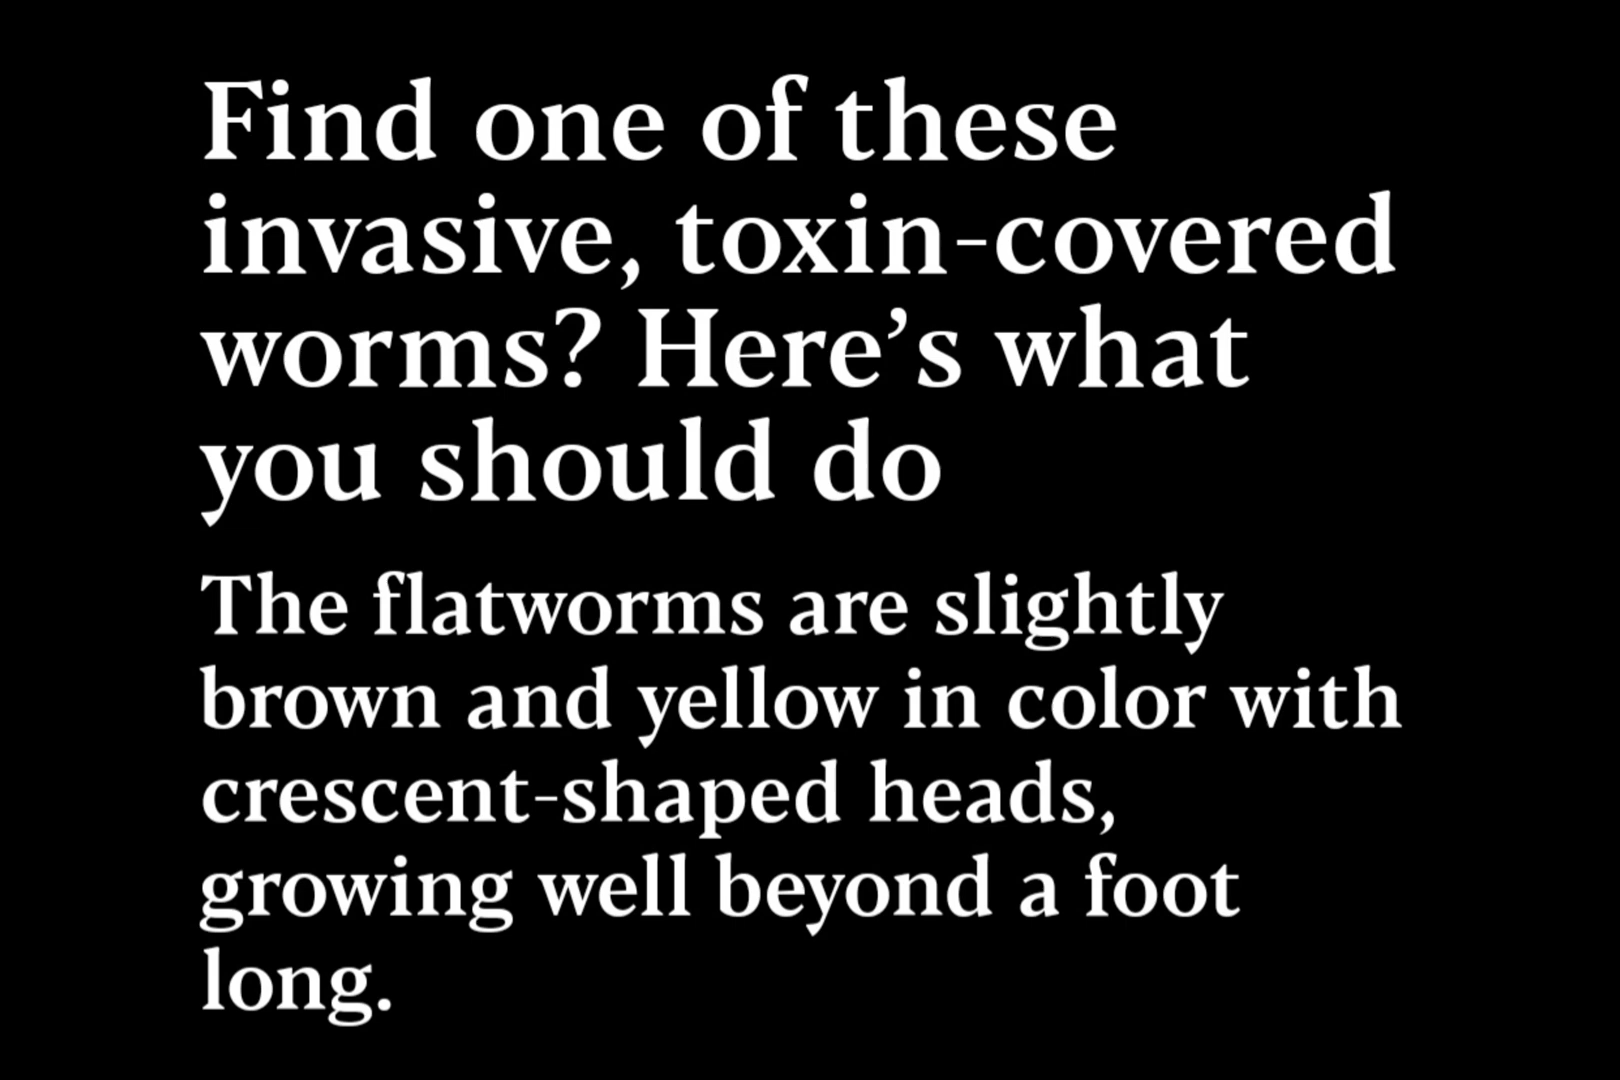 Find one of these
invasive, toxin-covered
worms? Here’s what
you should do
The flatworms are slightly
brown and yellow in color with
crescent-shaped heads,
growing well beyond a foot
long.